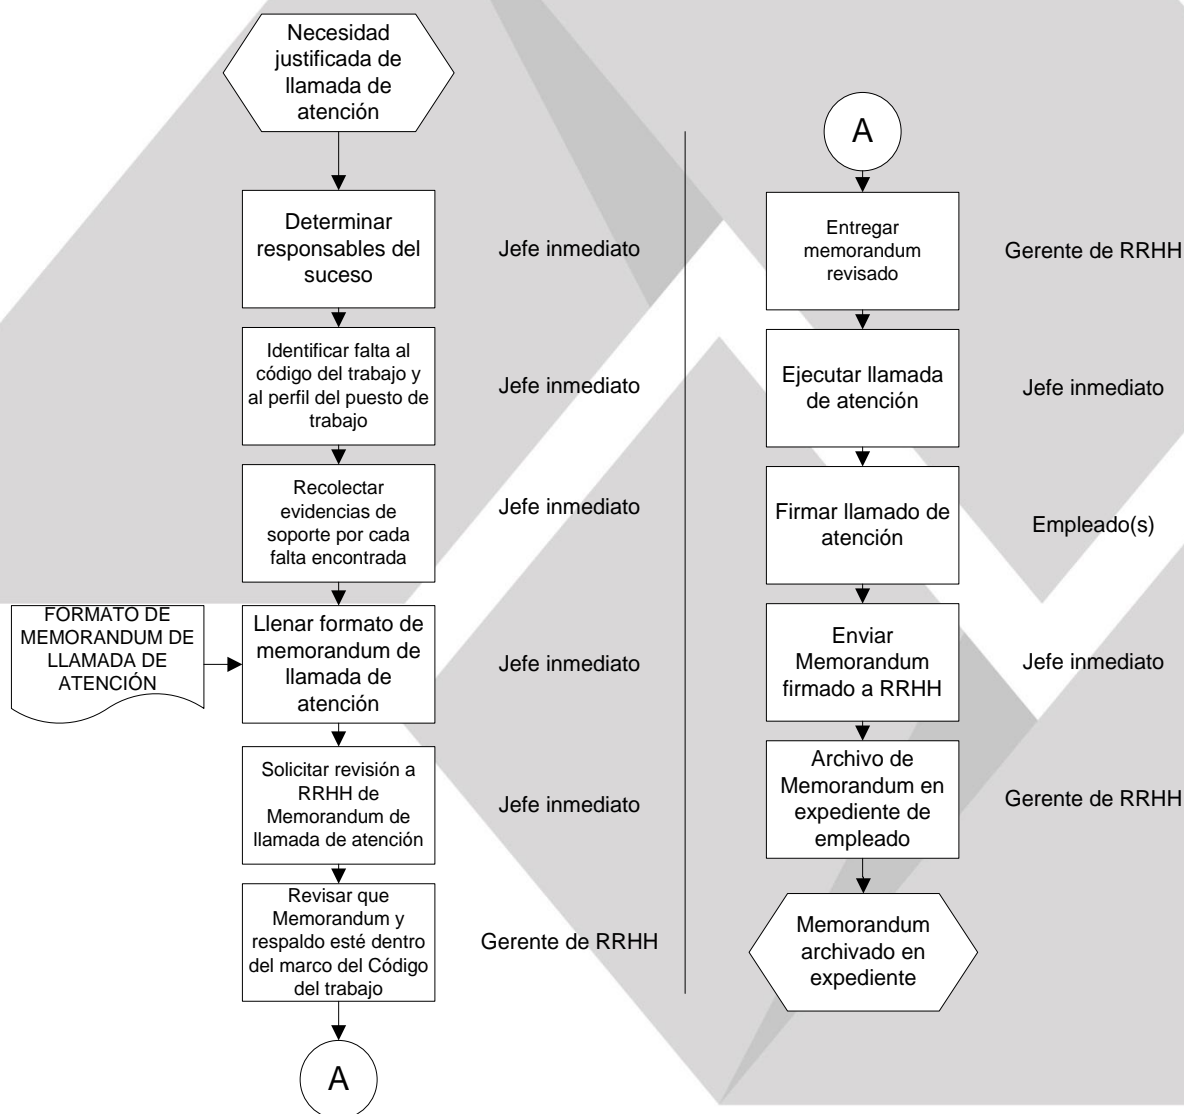 Necesidad
justificada de
llamada de
atención
Determinar
responsables del
suceso
Jefe inmediato
Identificar falta al
código del trabajo y
al perfil del puesto de
trabajo
Jefe inmediato
Recolectar
evidencias de
soporte por cada
falta encontrada
Jefe inmediato
FORMATO DE
MEMORANDUM DE
LLAMADA DE
ATENCIÓN
Llenar formato de
memorandum de
llamada de
atención
Jefe inmediato
Solicitar revisión a
RRHH de
Memorandum de
llamada de atención
Jefe inmediato
Revisar que
Memorandum y
respaldo esté dentro
del marco del Código
del trabajo
Gerente de RRHH
A
A
Entregar
memorandum
revisado
Gerente de RRHH
Ejecutar llamada
de atención
Jefe inmediato
Firmar llamado de
atención
Empleado(s)
Enviar
Memorandum
firmado a RRHH
Jefe inmediato
Archivo de
Memorandum en
expediente de
empleado
Gerente de RRHH
Memorandum
archivado en
expediente